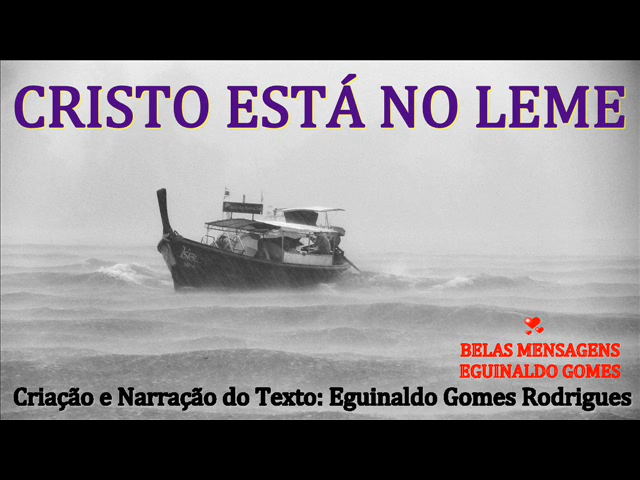 CRISTO ESTÁ NO LEME
BELAS MENSAGENS
EGUINALDO GOMES
Criação e Narração do Texto: Eguinaldo Gomes Rodrigues